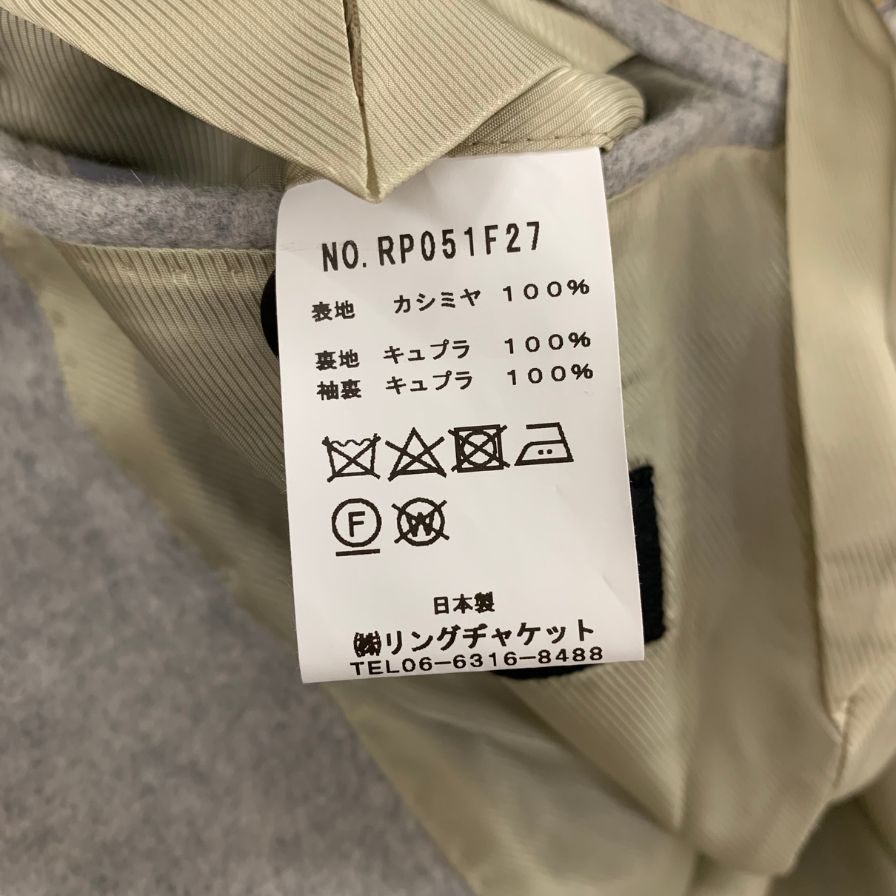 NO.RP051F27
表地 カシミヤ 100%
裏地 キュプラ 100%
袖裏 キュプラ 100%
F W
日本製
㈱リングヂャケット
TEL06-6316-8488